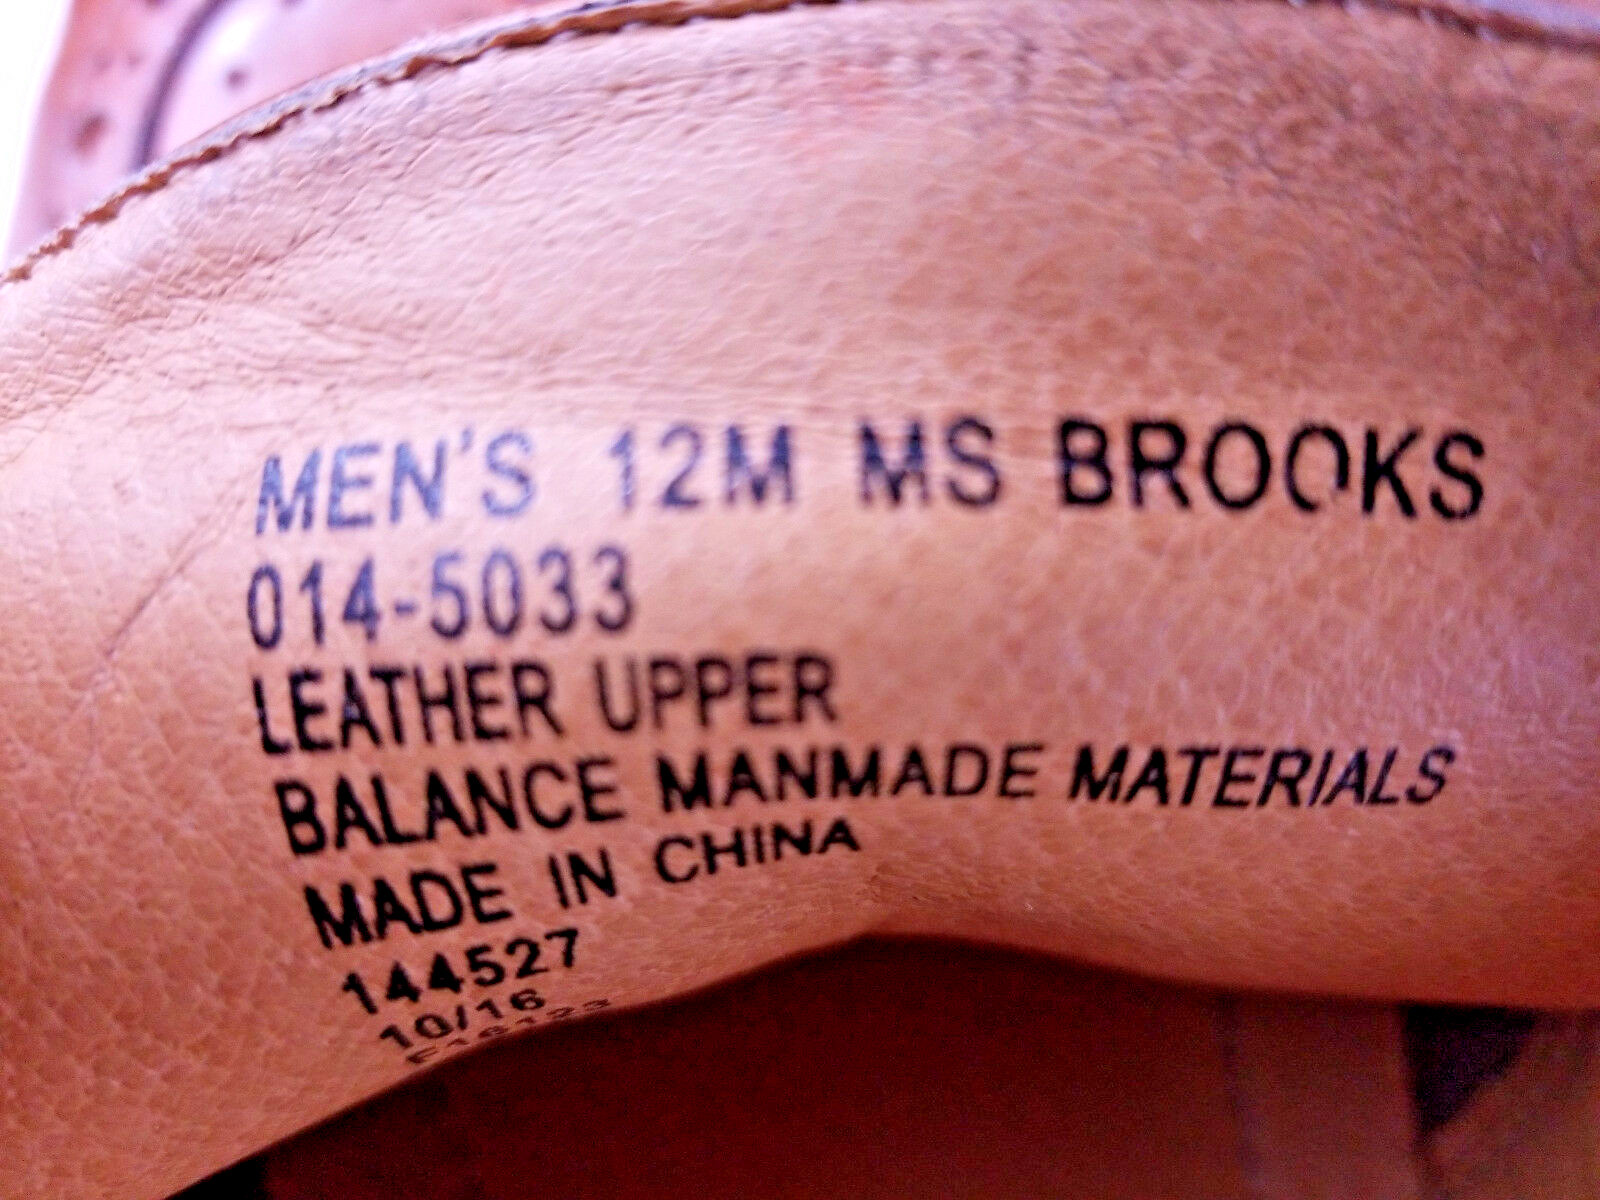 MEN'S 12M MS BROOKS
014-5033
LEATHER UPPER
BALANCE MANMADE MATERIALS
MADE IN CHINA
144527
10/16